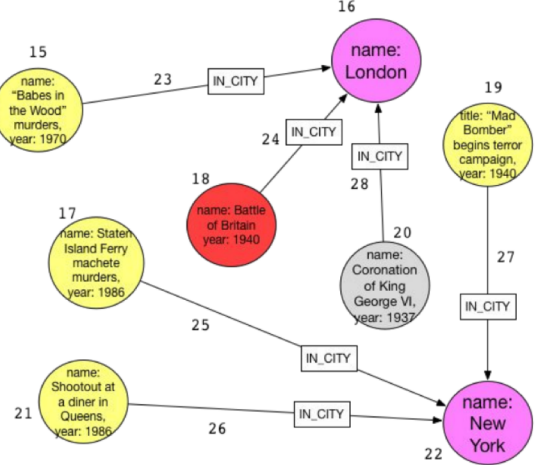 16
name:
London
15
name:
“Babes in
the Wood”
murders,
year: 1970
23
IN_CITY
19
title: “Mad
Bomber”
begins terror
campaign,
year: 1940
24
IN_CITY
IN_CITY
28
18
name: Battle
of Britain
year: 1940
17
name: Staten
Island Ferry
machete
murders,
year: 1986
20
name:
Coronation
of King
George VI,
year: 1937
27
IN_CITY
25
IN_CITY
21
name:
Shootout at
a diner in
Queens,
year: 1986
26
IN_CITY
name:
New
York
22